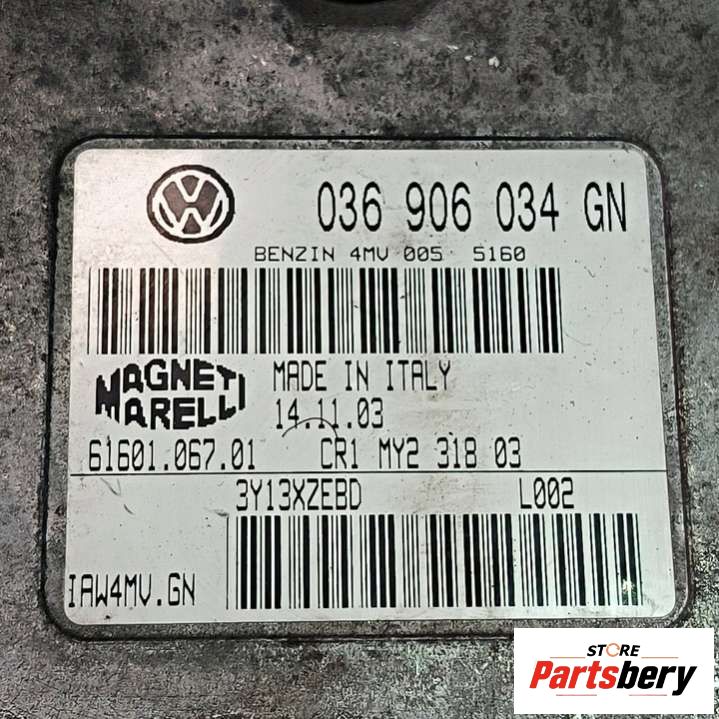 036 906 034 GN
BENZIN 4MV 005 5160
MAGNETI MARELLI
MADE IN ITALY
14.11.03
61601.067.01 CR1 MY2 318 03
3Y13XZEBD L002
IAW4MV.GN
STORE
Partsbery